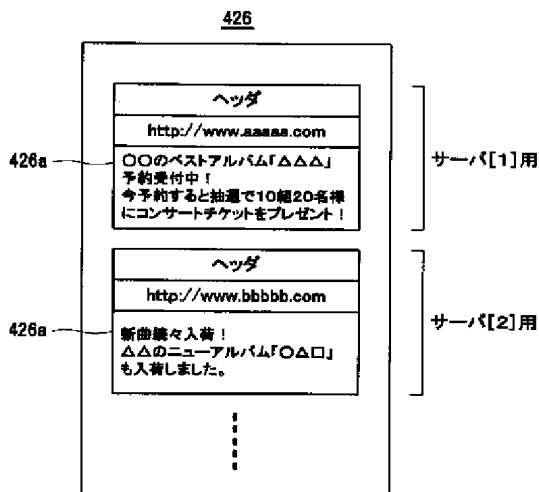 426
ヘッダ
http://www.aaaaa.com
426a
〇〇のベストアルバム「△△△」
予約受付中！
今予約すると抽選で10組20名様
にコンサートチケットをプレゼント！
サーバ[1]用
ヘッダ
http://www.bbbbb.com
426a
新曲続々入荷！
△△のニューアルバム「〇△□」
も入荷しました。
サーバ[2]用